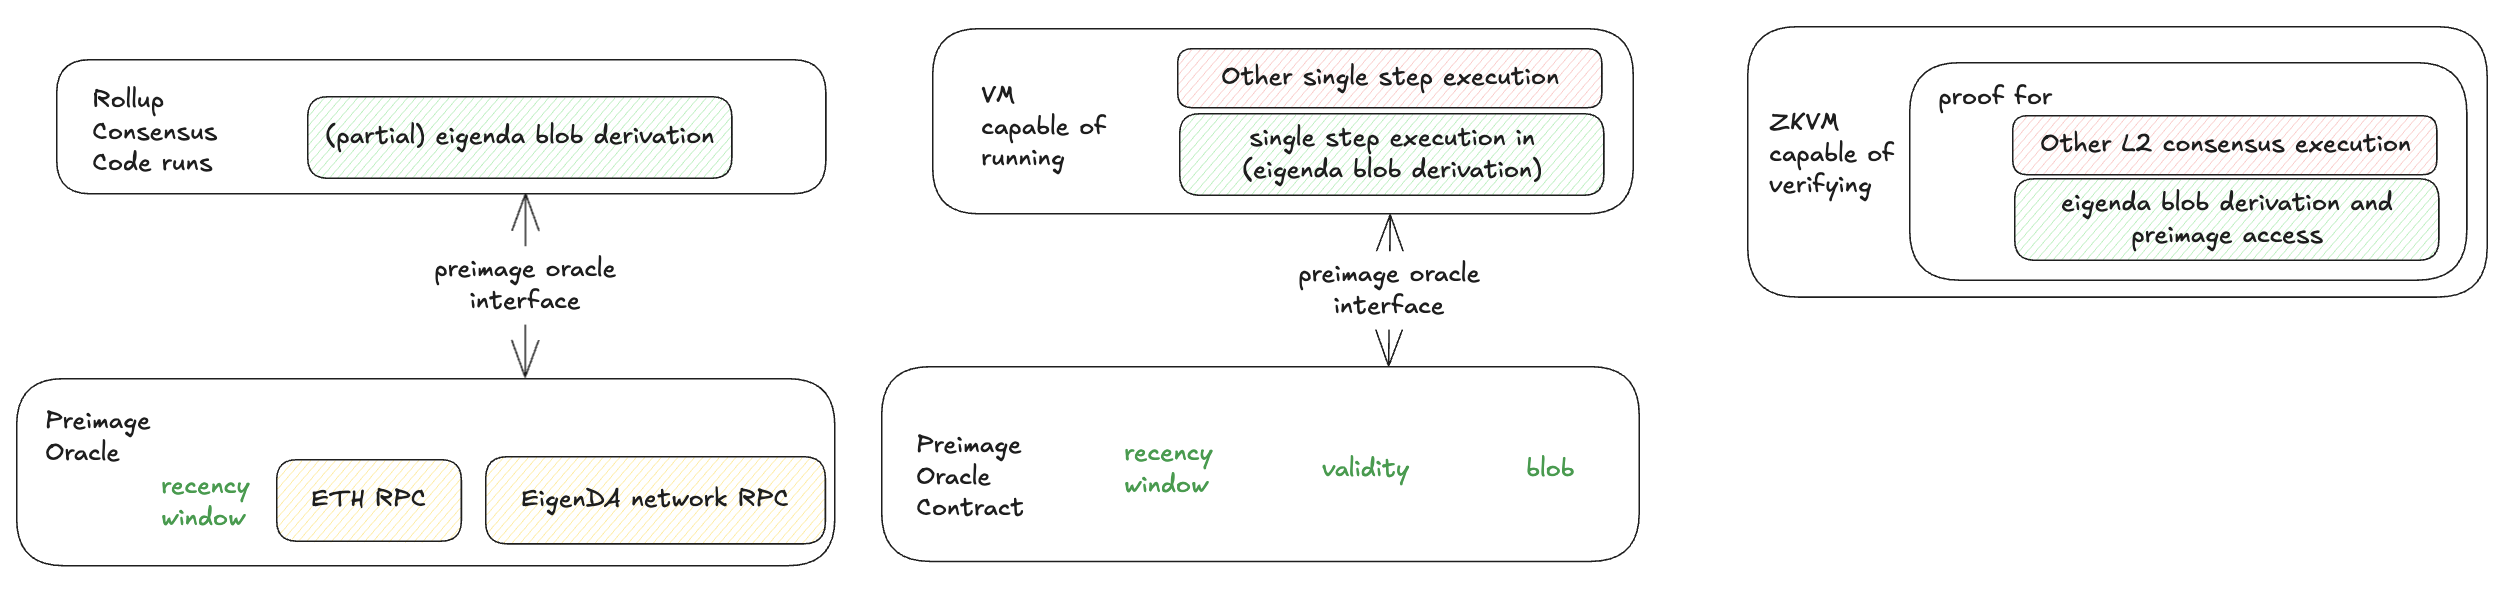 Rollup
Consensus
Code runs
(partial) eigenda blob derivation
preimage oracle
interface
Preimage
Oracle
recency
window
ETH RPC
EigenDA network RPC
VM
capable of
running
Other single step execution
single step execution in
(eigenda blob derivation)
preimage oracle
interface
Preimage
Oracle
Contract
recency
window
validity
blob
ZKVM
capable of
verifying
proof for
Other L2 consensus execution
eigenda blob derivation and
preimage access